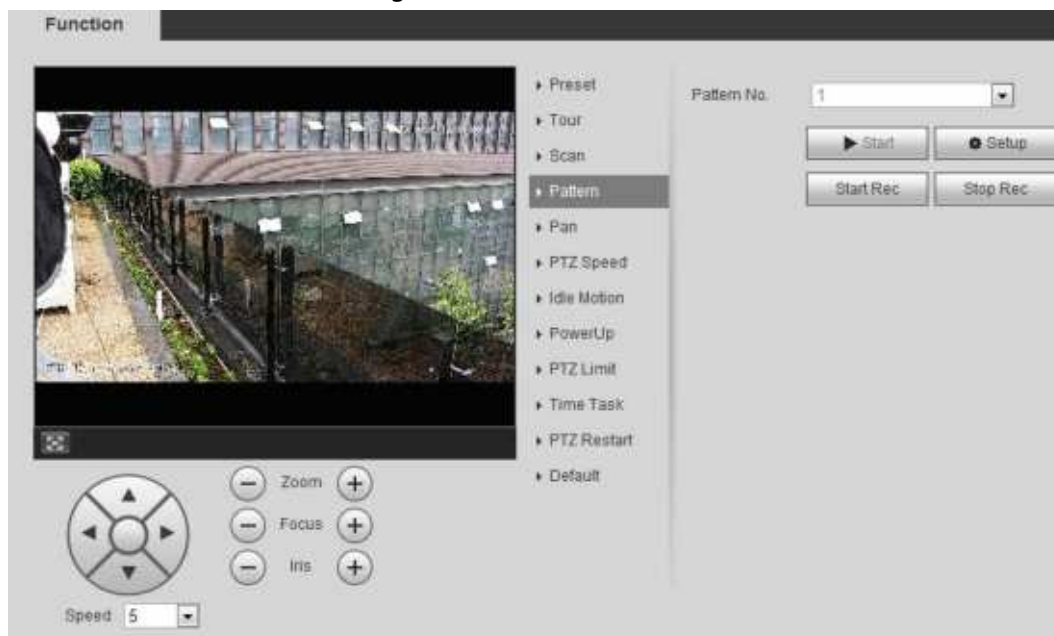 Function
Preset
Tour
Scan
Pattern
Pan
PTZ Speed
Idle Motion
PowerUp
PTZ Limit
Time Task
PTZ Restart
Default
Pattern No.
1
Start
Setup
Start Rec
Stop Rec
Zoom
Focus
Iris
Speed
5